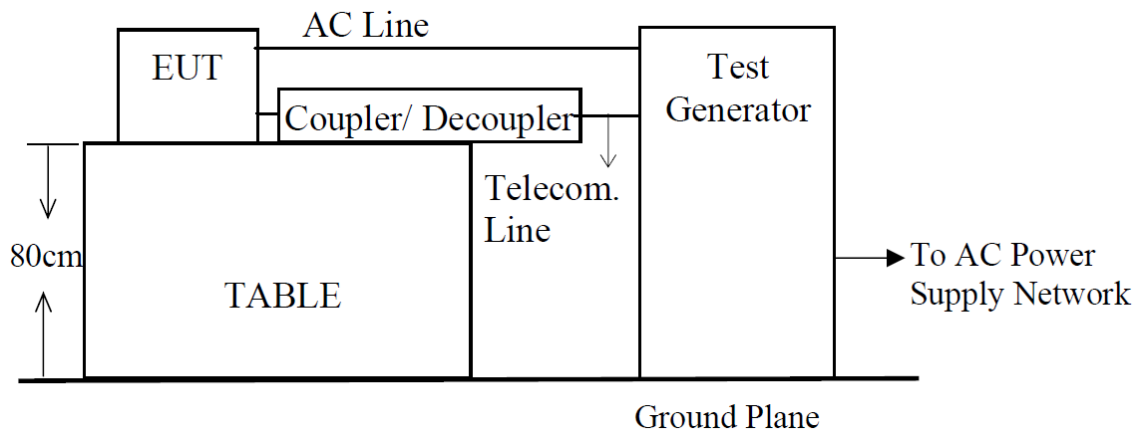 AC Line
EUT
Test
Generator
Coupler/ Decoupler
Telecom.
Line
80cm
To AC Power
Supply Network
TABLE
Ground Plane